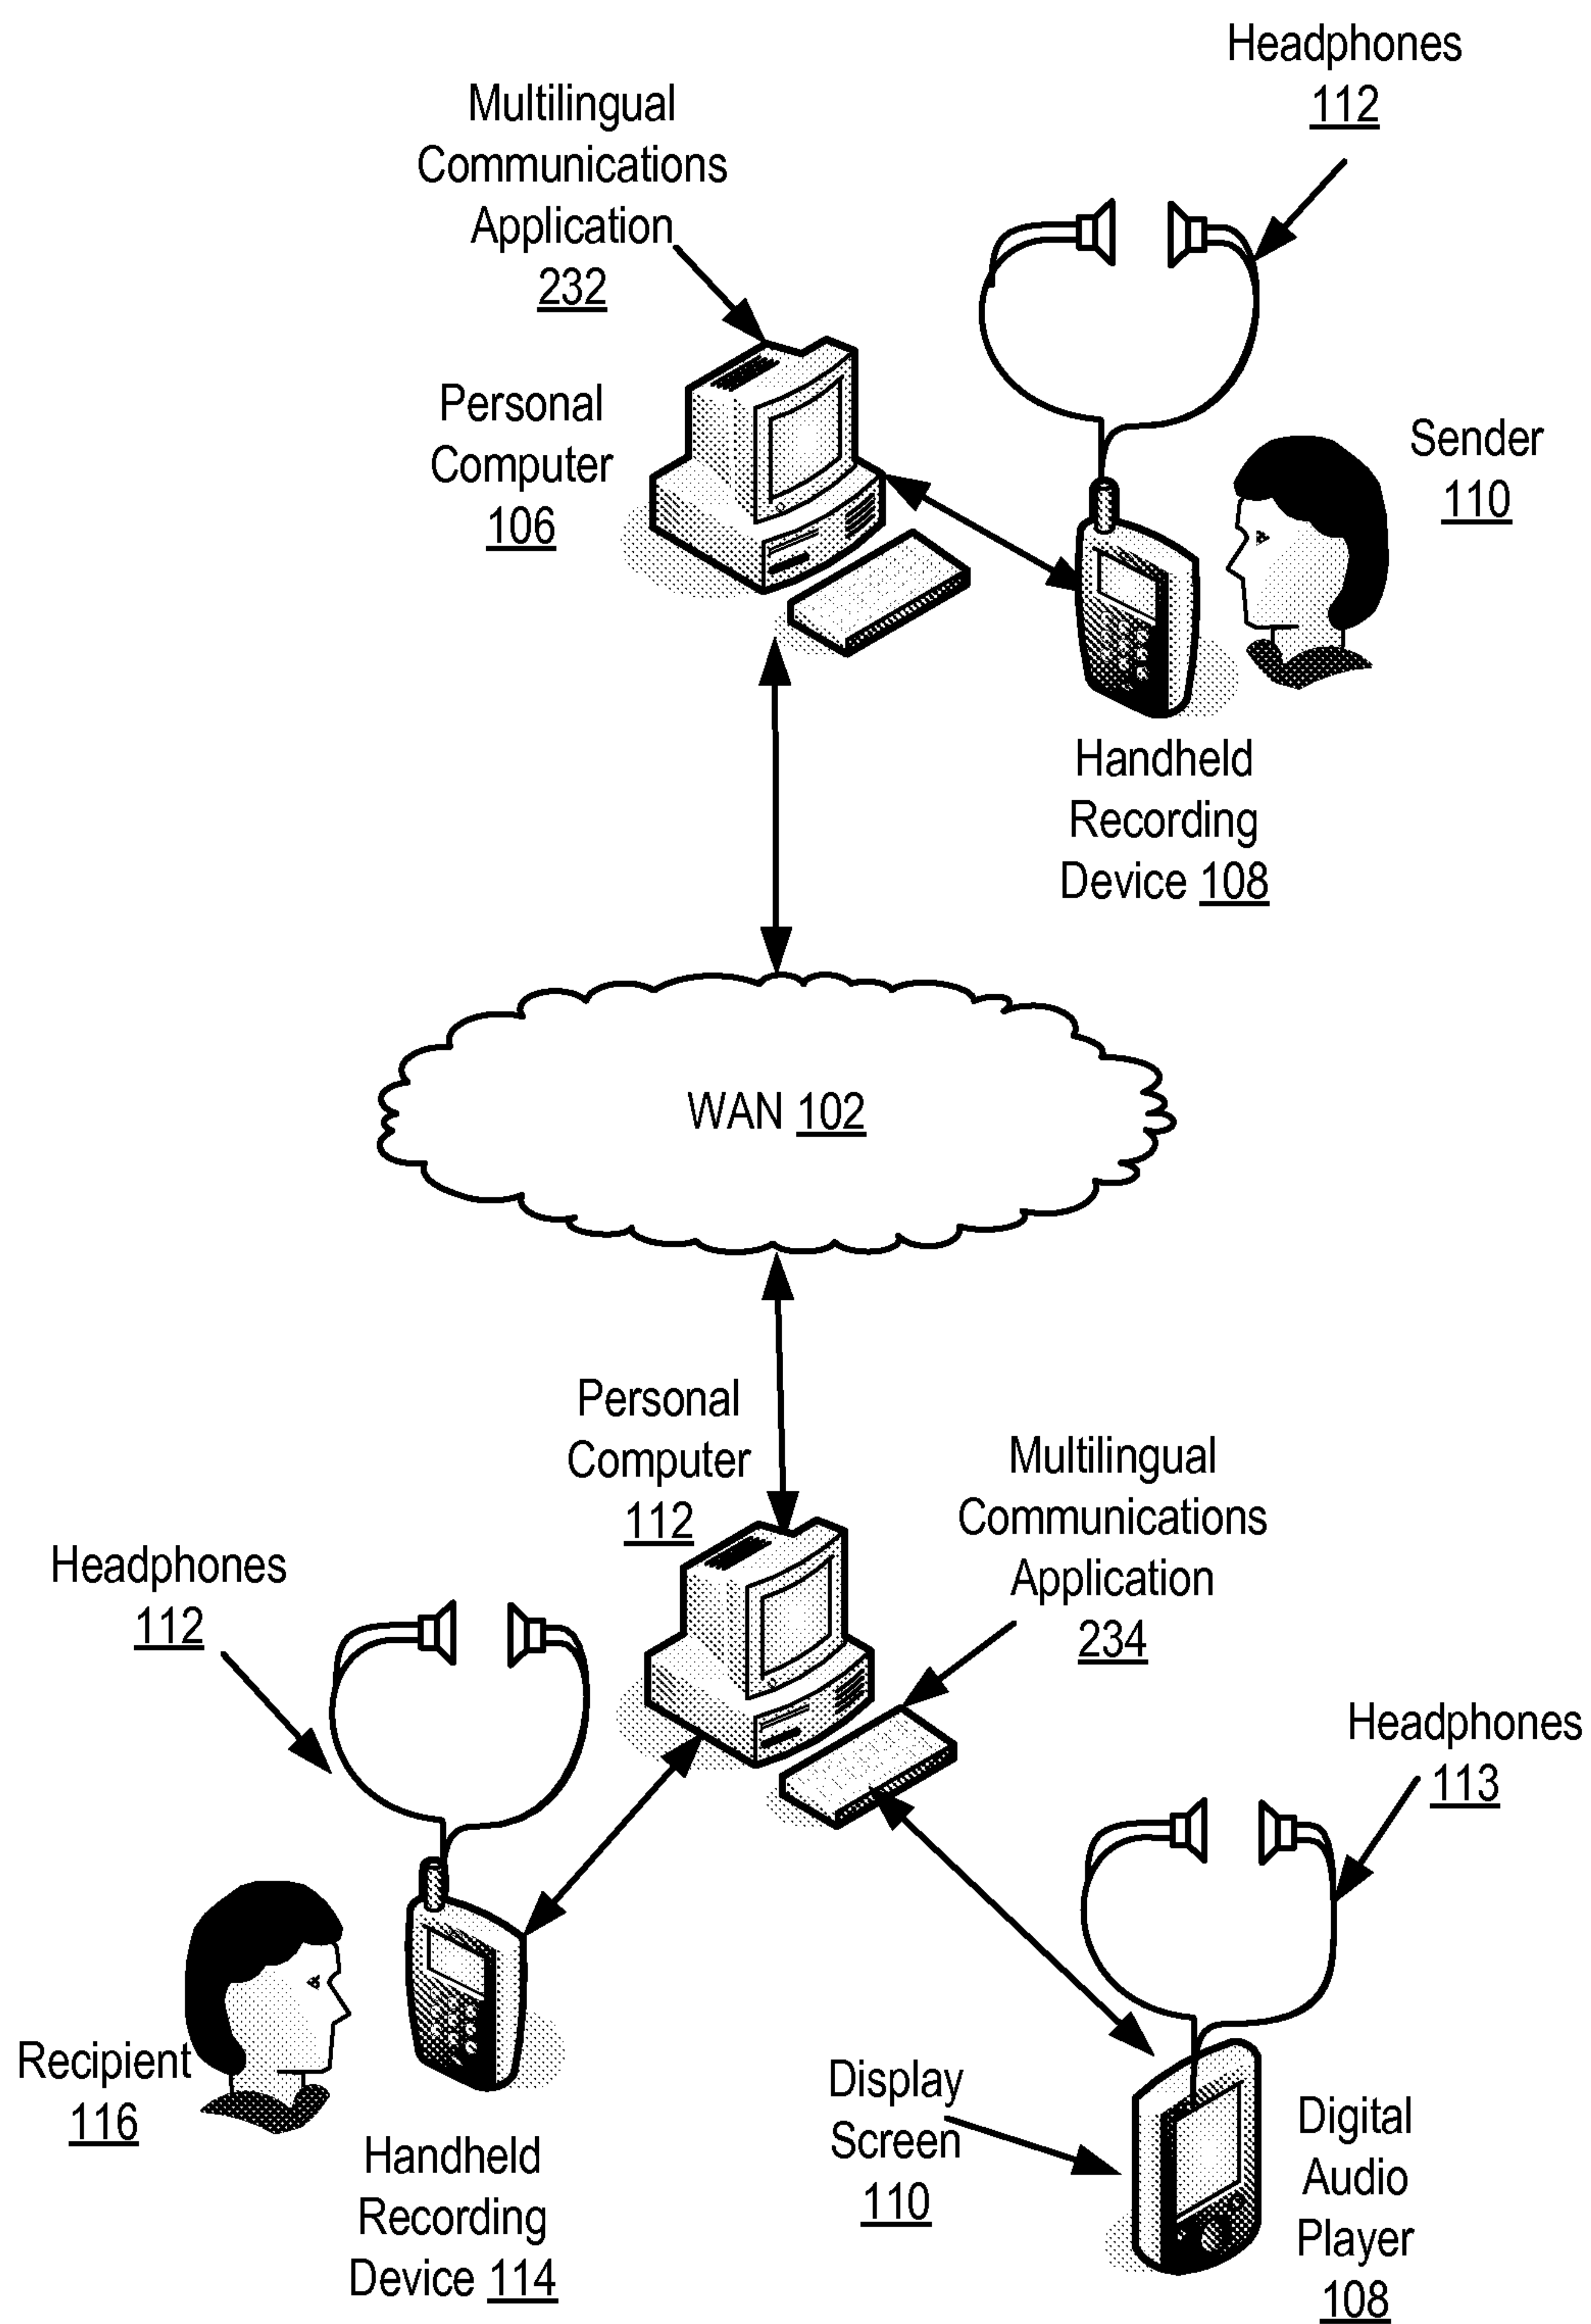 Headphones
112
Multilingual
Communications
Application
232
Personal
Computer
106
Sender
110
Handheld
Recording
Device 108
WAN 102
Personal
Computer
112
Multilingual
Communications
Application
234
Headphones
112
Headphones
113
Recipient
116
Handheld
Recording
Device 114
Display
Screen
110
Digital
Audio
Player
108